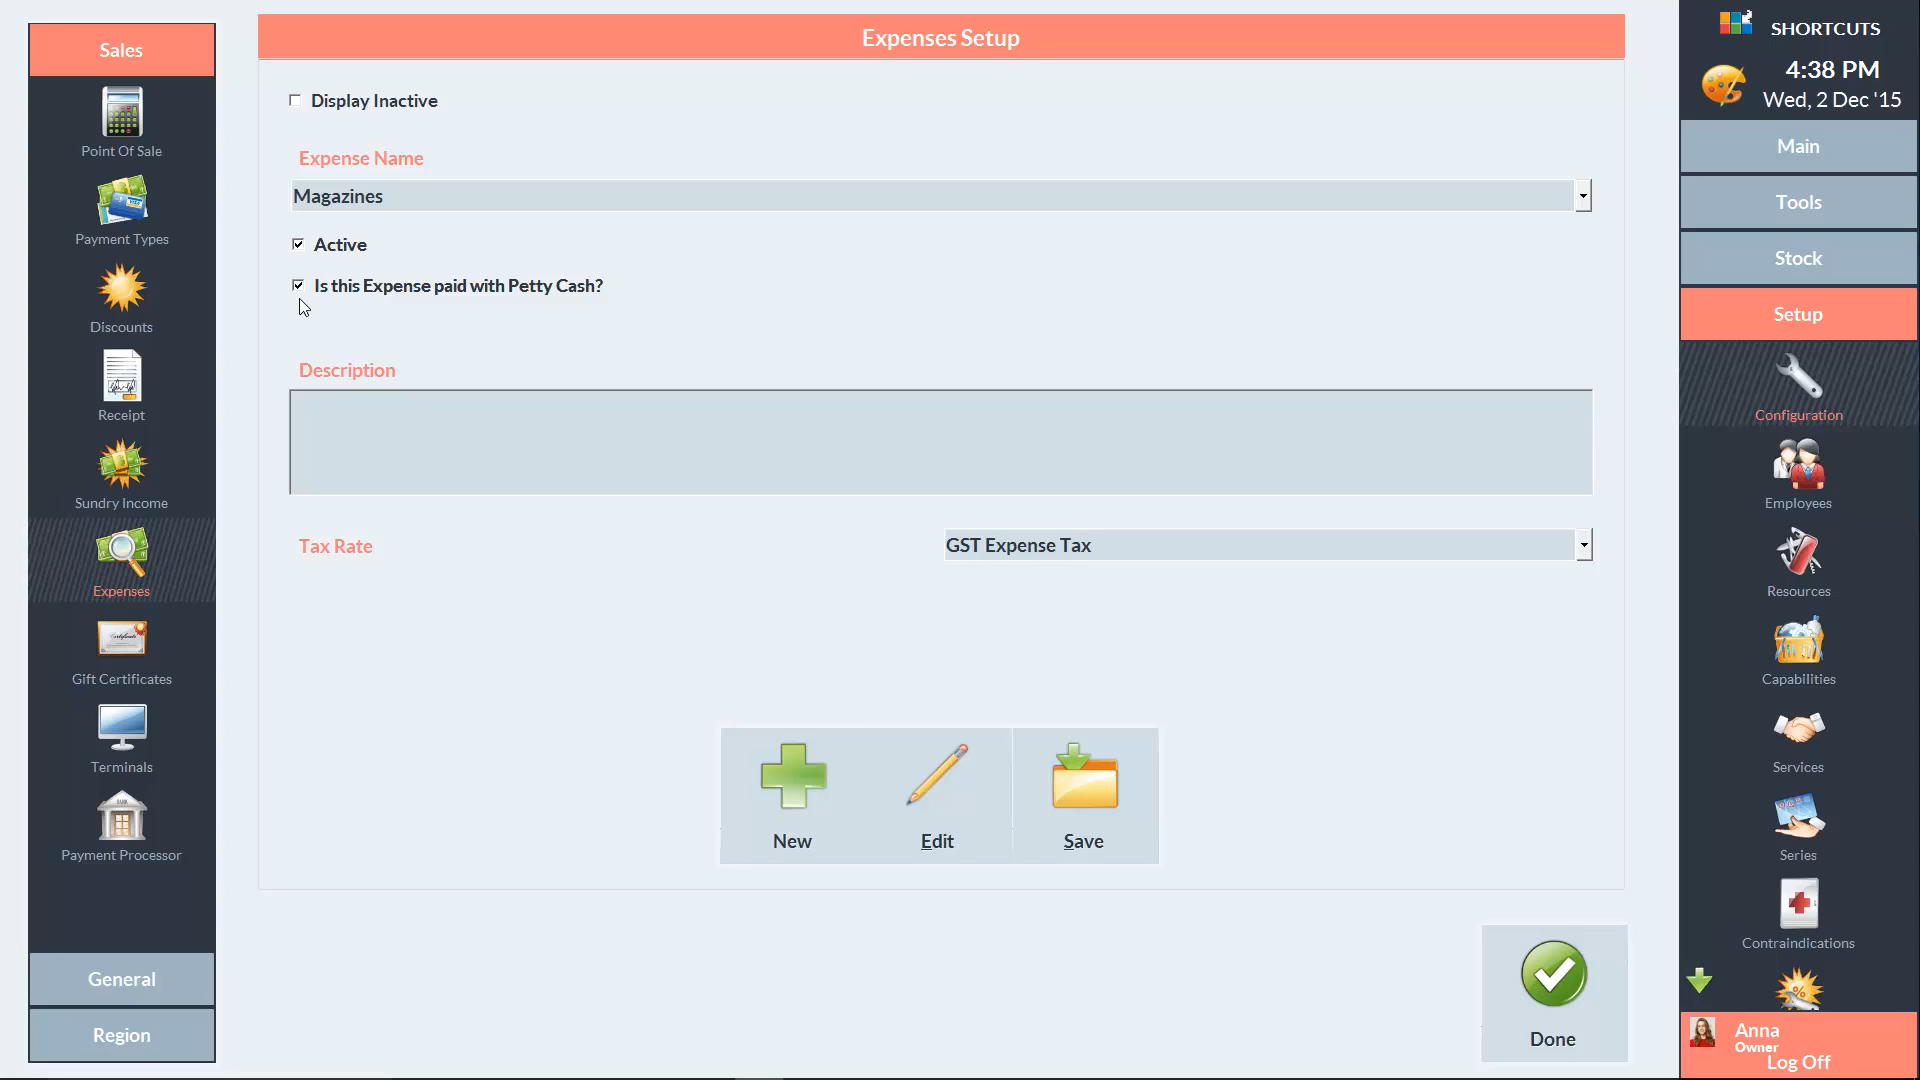 Sales
Point Of Sale
Payment Types
Discounts
Receipt
Sundry Income
Expenses
Gift Certificates
Terminals
Payment Processor
General
Region
Expenses Setup
Display Inactive
Expense Name
Magazines
Active
Is this Expense paid with Petty Cash?
Description
Tax Rate
GST Expense Tax
New
Edit
Save
Done
SHORTCUTS
4:38 PM
Wed, 2 Dec '15
Main
Tools
Stock
Setup
Configuration
Employees
Resources
Capabilities
Services
Series
Contraindications
Anna
Owner
Log Off